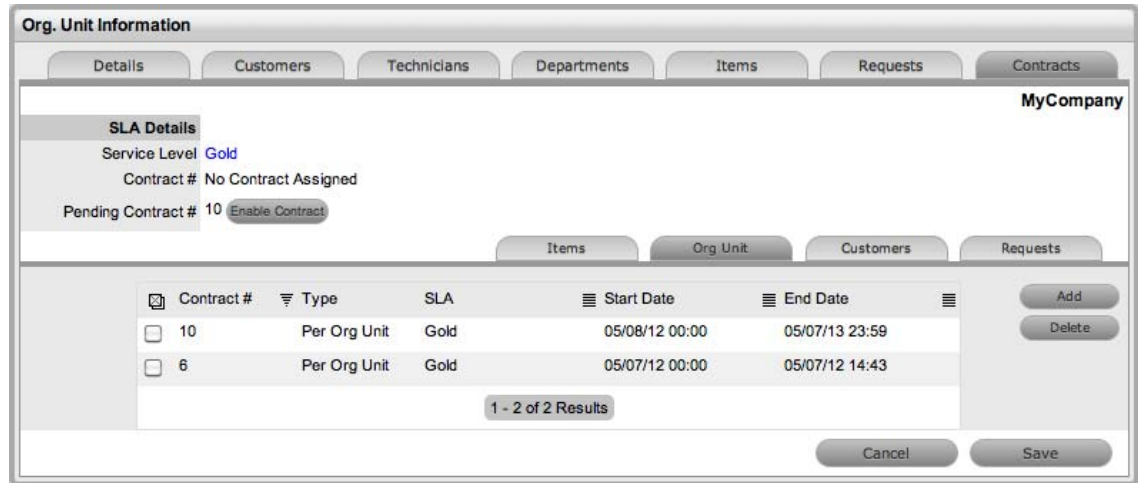 Org. Unit Information
Details Customers Technicians Departments Items Requests Contracts
MyCompany
SLA Details
Service Level Gold
Contract # No Contract Assigned
Pending Contract # 10 Enable Contract
Items Org Unit Customers Requests
Contract # Type SLA Start Date End Date Add
10 Per Org Unit Gold 05/08/12 00:00 05/07/13 23:59 Delete
6 Per Org Unit Gold 05/07/12 00:00 05/07/12 14:43
1 - 2 of 2 Results
Cancel Save